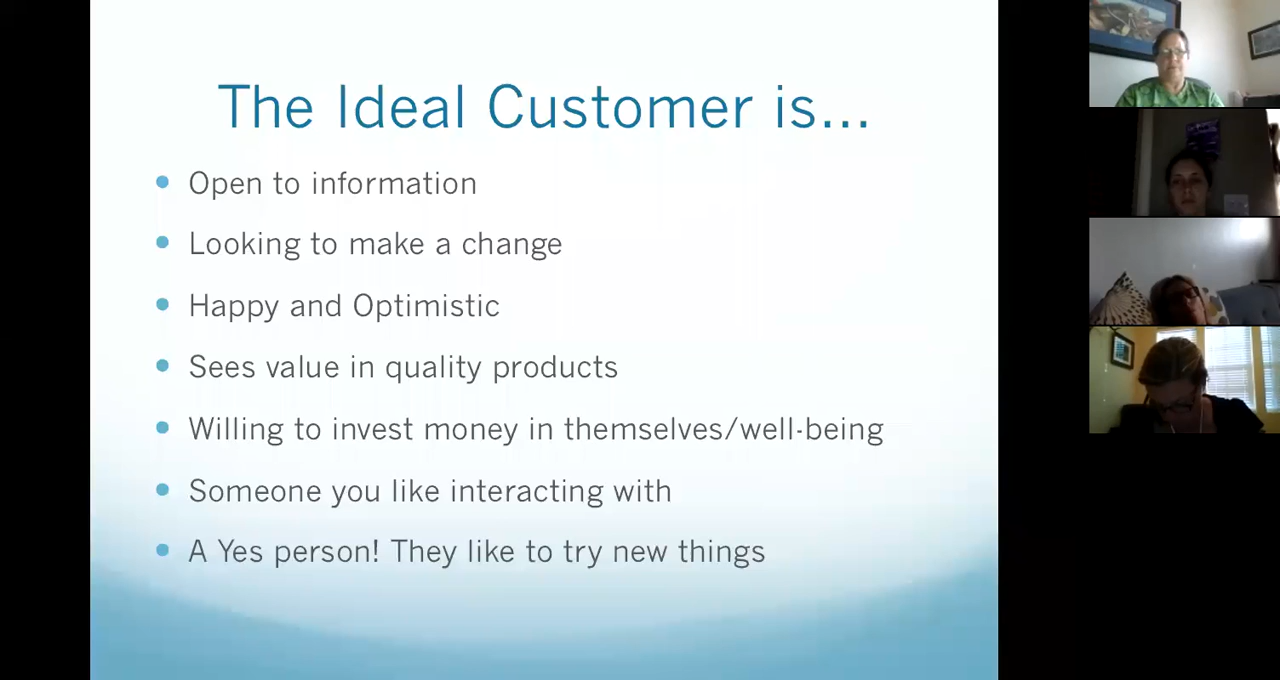 The Ideal Customer is...
Open to information
Looking to make a change
Happy and Optimistic
Sees value in quality products
Willing to invest money in themselves/well-being
Someone you like interacting with
A Yes person! They like to try new things